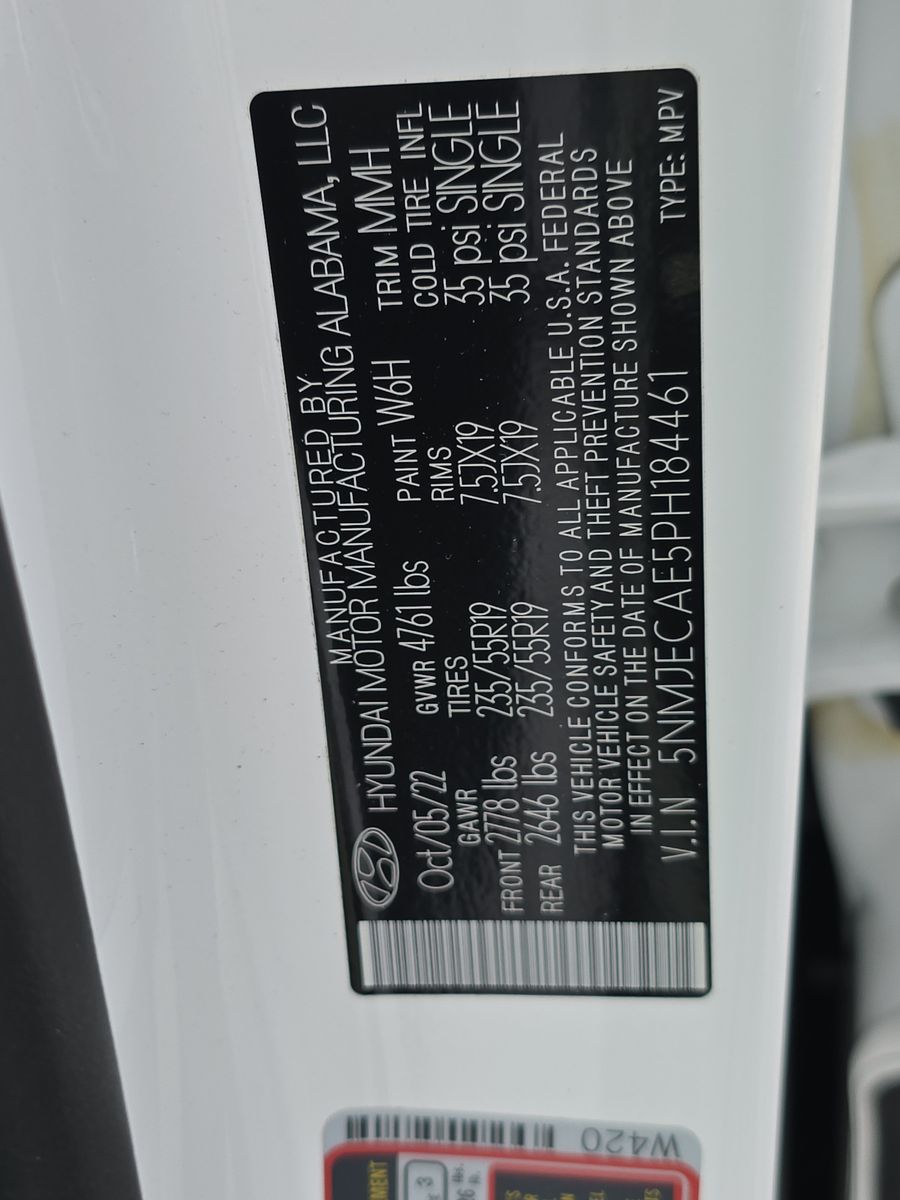 MANUFACTURED BY
HYUNDAI MOTOR MANUFACTURING ALABAMA, LLC
Oct/05/22 GVWR 4761 lbs PAINT W6H TRIM MMH
GAWR TIRES RIMS COLD TIRE INFL
FRONT 2778 lbs 235/55R19 7.5JX19 35 psi SINGLE
REAR 2646 lbs 235/55R19 7.5JX19 35 psi SINGLE
THIS VEHICLE CONFORMS TO ALL APPLICABLE U.S.A. FEDERAL
MOTOR VEHICLE SAFETY AND THEFT PREVENTION STANDARDS
IN EFFECT ON THE DATE OF MANUFACTURE SHOWN ABOVE
V.I.N 5NMJECAE5PH184461 TYPE: MPV
W420